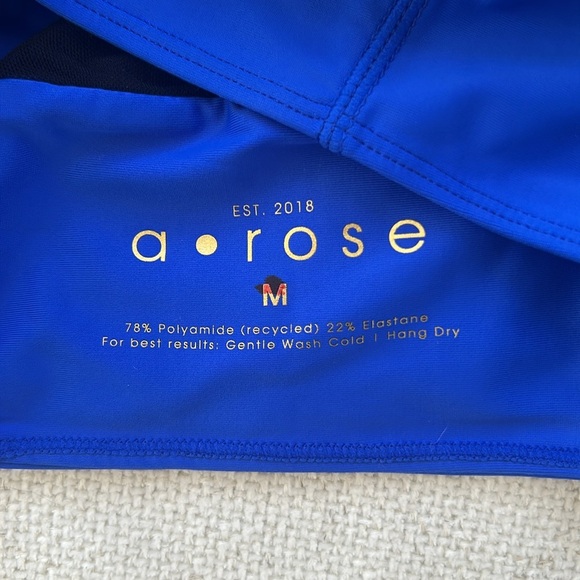 EST. 2018
a•rose
M
78% Polyamide (recycled) 22% Elastane
For best results: Gentle Wash Cold | Hang Dry